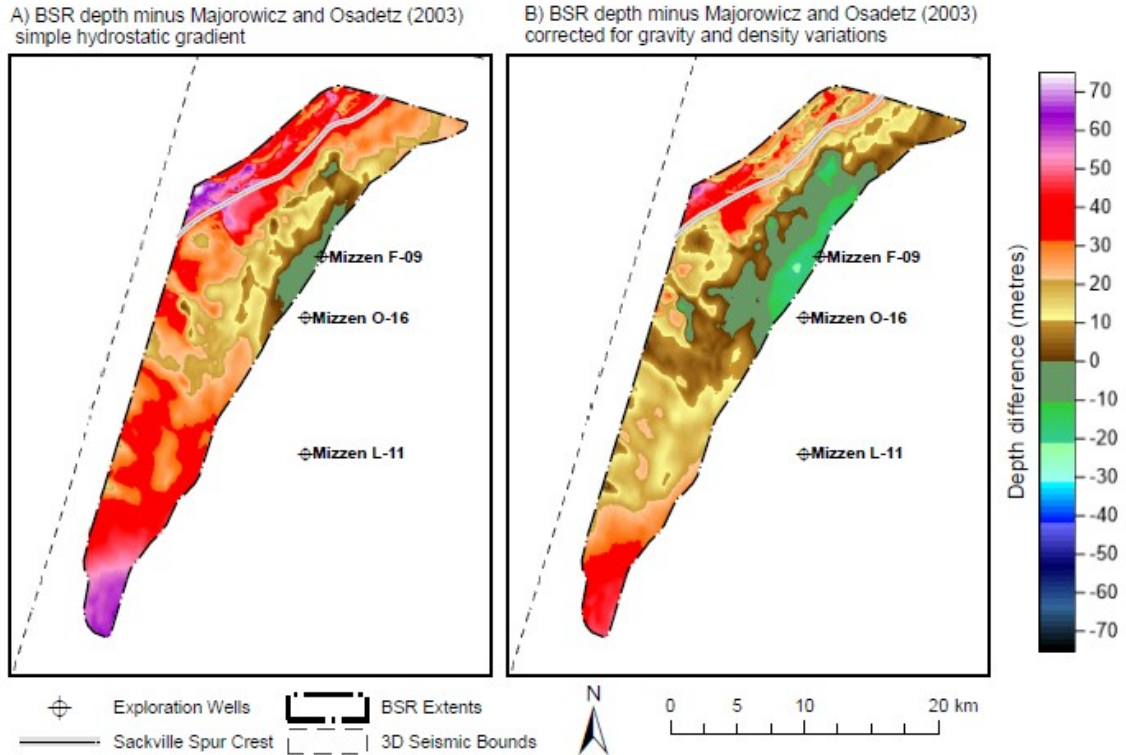 A) BSR depth minus Majorowicz and Osadetz (2003)
simple hydrostatic gradient
B) BSR depth minus Majorowicz and Osadetz (2003)
corrected for gravity and density variations
Mizzen F-09
Mizzen O-16
Mizzen L-11
Mizzen F-09
Mizzen O-16
Mizzen L-11
70
60
50
40
30
20
10
0
-10
-20
-30
-40
-50
-60
-70
Depth difference (metres)
Exploration Wells
BSR Extents
Sackville Spur Crest
3D Seismic Bounds
N
0 5 10 20 km